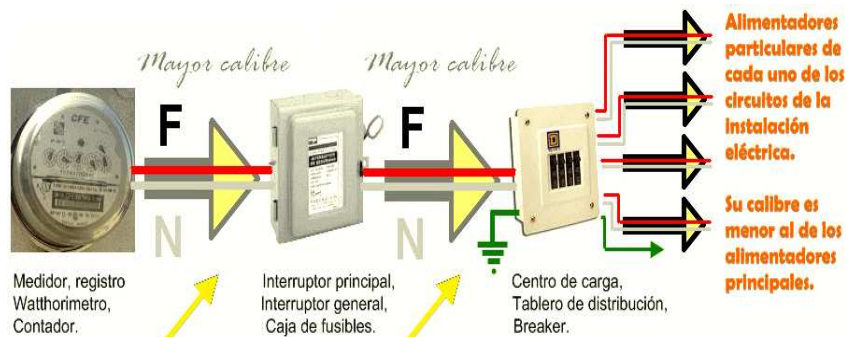 Mayor calibre
Mayor calibre
F
N
F
N
CFE
Medidor, registro
Watthorimetro,
Contador.
Interruptor principal,
Interruptor general,
Caja de fusibles.
Centro de carga,
Tablero de distribución,
Breaker.
Alimentadores
particulares de
cada uno de los
circuitos de la
instalación
eléctrica.
Su calibre es
menor al de los
alimentadores
principales.